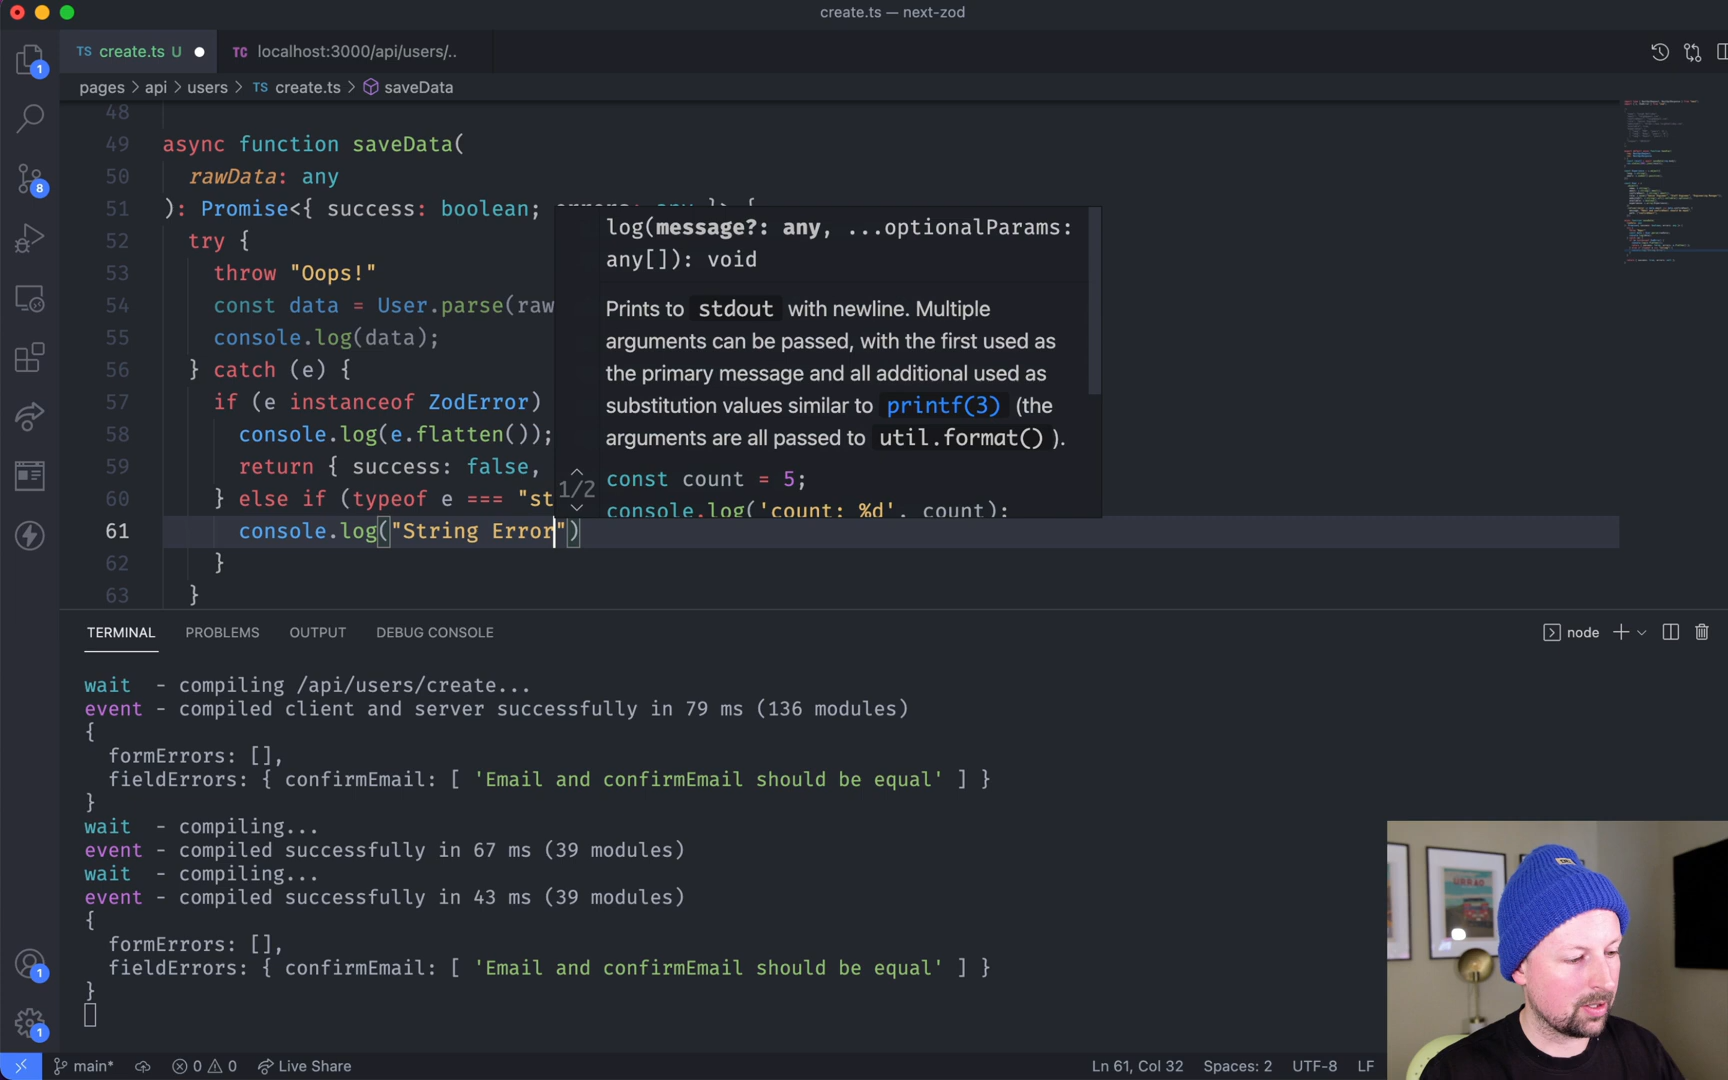 create.ts — next-zod
TS create.ts U
TC localhost:3000/api/users/..
pages > api > users > TS create.ts > saveData
48
49 async function saveData(
50 rawData: any
51 ): Promise<{ success: boolean; errors: any }> {
52 try {
53 throw "Oops!"
54 const data = User.parse(raw
55 console.log(data);
56 } catch (e) {
57 if (e instanceof ZodError)
58 console.log(e.flatten());
59 return { success: false,
60 } else if (typeof e === "st
61 console.log("String Error")
62 }
63 }
log(message?: any, ...optionalParams:
any[]): void
Prints to stdout with newline. Multiple
arguments can be passed, with the first used as
the primary message and all additional used as
substitution values similar to printf(3) (the
arguments are all passed to util.format() ).
1/2
const count = 5;
console.log('count: %d', count);
1
8
TERMINAL PROBLEMS OUTPUT DEBUG CONSOLE
node
wait - compiling /api/users/create...
event - compiled client and server successfully in 79 ms (136 modules)
{
formErrors: [],
fieldErrors: { confirmEmail: [ 'Email and confirmEmail should be equal' ] }
}
wait - compiling...
event - compiled successfully in 67 ms (39 modules)
wait - compiling...
event - compiled successfully in 43 ms (39 modules)
{
formErrors: [],
fieldErrors: { confirmEmail: [ 'Email and confirmEmail should be equal' ] }
}
1
1
main* 0 0 Live Share
Ln 61, Col 32 Spaces: 2 UTF-8 LF